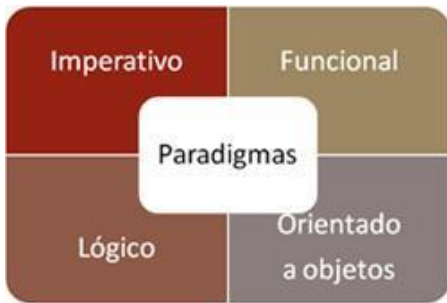 Imperativo
Funcional
Paradigmas
Lógico
Orientado
a objetos